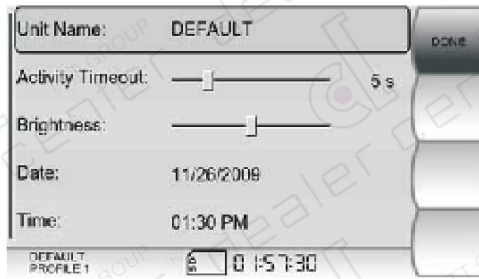 Unit Name: DEFAULT
DONE
Activity Timeout: 5 s
Brightness:
Date: 11/26/2009
Time: 01:30 PM
DEFAULT
PROFILE 1
01:57:30